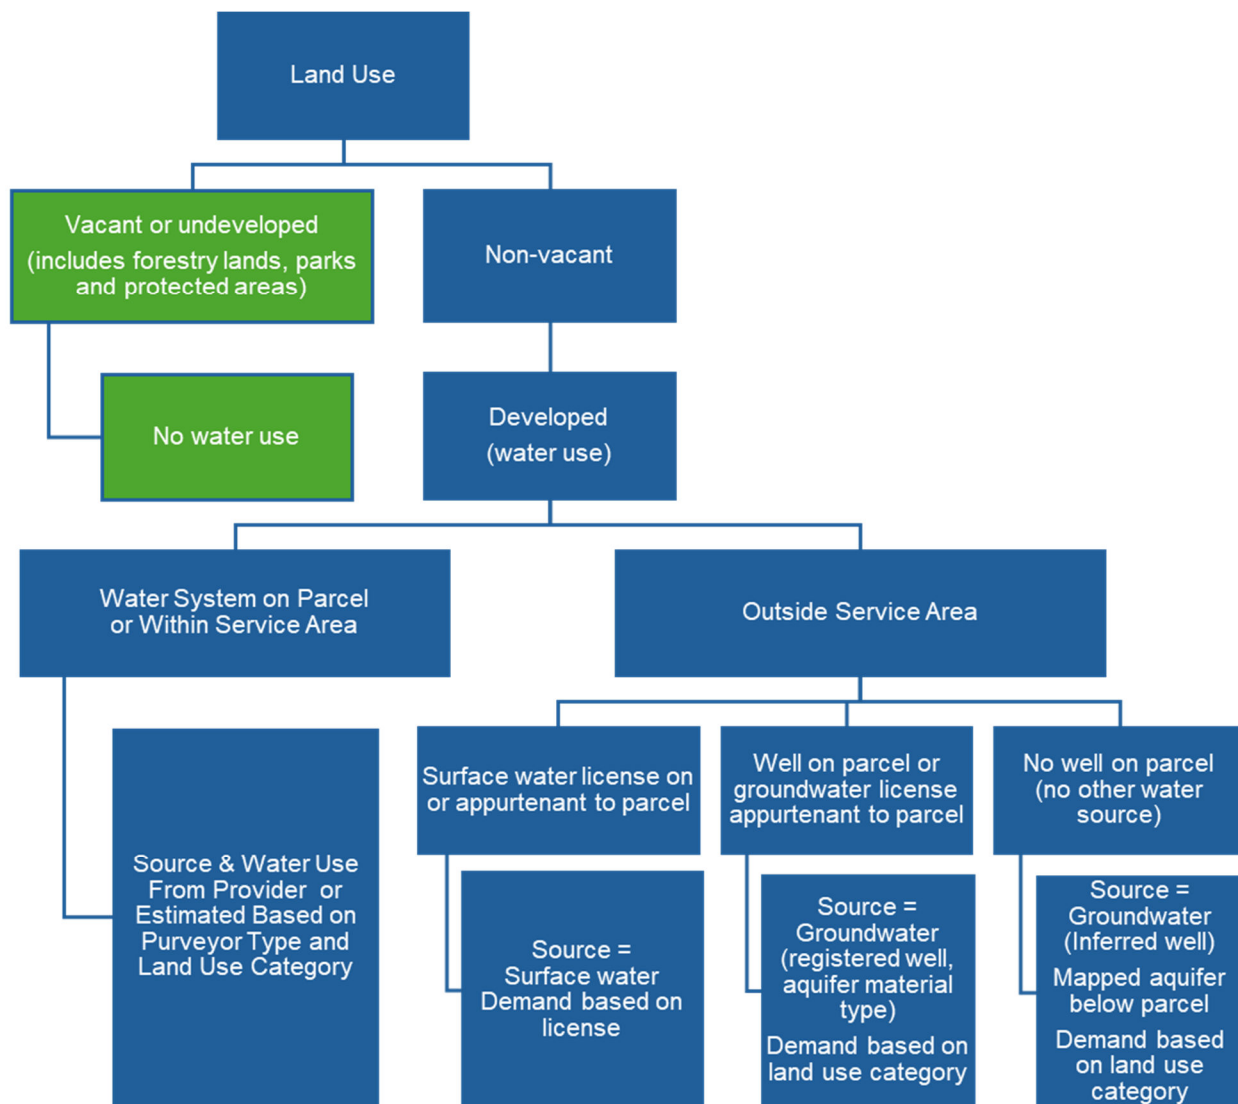 Land Use
Vacant or undeveloped
(includes forestry lands, parks
and protected areas)
Non-vacant
No water use
Developed
(water use)
Water System on Parcel
or Within Service Area
Outside Service Area
Source & Water Use
From Provider or
Estimated Based on
Purveyor Type and
Land Use Category
Surface water license on
or appurtenant to parcel
Well on parcel or
groundwater license
appurtenant to parcel
No well on parcel
(no other water
source)
Source =
Surface water
Demand based on
license
Source =
Groundwater
(registered well,
aquifer material
type)
Demand based on
land use category
Source =
Groundwater
(Inferred well)
Mapped aquifer
below parcel
Demand based
on land use
category